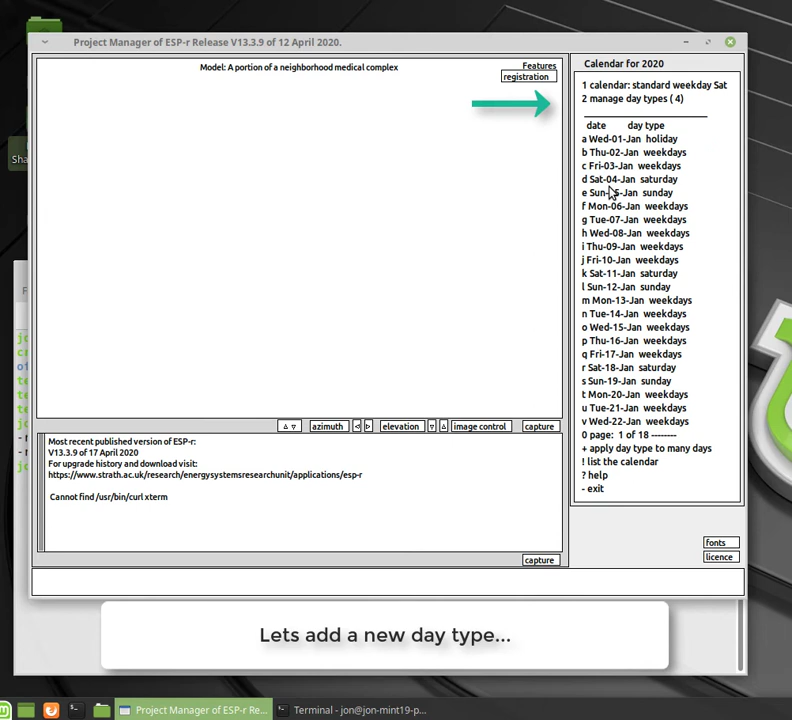 Project Manager of ESP-r Release V13.3.9 of 12 April 2020.
Model: A portion of a neighborhood medical complex
Features
registration
Calendar for 2020
1 calendar: standard weekday Sat
2 manage day types ( 4)
date day type
a Wed-01-Jan holiday
b Thu-02-Jan weekdays
c Fri-03-Jan weekdays
d Sat-04-Jan saturday
e Sun- -Jan sunday
f Mon-06-Jan weekdays
g Tue-07-Jan weekdays
h Wed-08-Jan weekdays
i Thu-09-Jan weekdays
j Fri-10-Jan weekdays
k Sat-11-Jan saturday
l Sun-12-Jan sunday
m Mon-13-Jan weekdays
n Tue-14-Jan weekdays
o Wed-15-Jan weekdays
p Thu-16-Jan weekdays
q Fri-17-Jan weekdays
r Sat-18-Jan saturday
s Sun-19-Jan sunday
t Mon-20-Jan weekdays
u Tue-21-Jan weekdays
v Wed-22-Jan weekdays
0 page: 1 of 18 --------
+ apply day type to many days
! list the calendar
? help
- exit
azimuth
elevation
image control
capture
Most recent published version of ESP-r:
V13.3.9 of 17 April 2020
For upgrade history and download visit:
https://www.strath.ac.uk/research/energysystemsresearchunit/applications/esp-r
Cannot find /usr/bin/curl xterm
capture
fonts
licence
Lets add a new day type...
Project Manager of ESP-r Re...
Terminal - jon@jon-mint19-p...